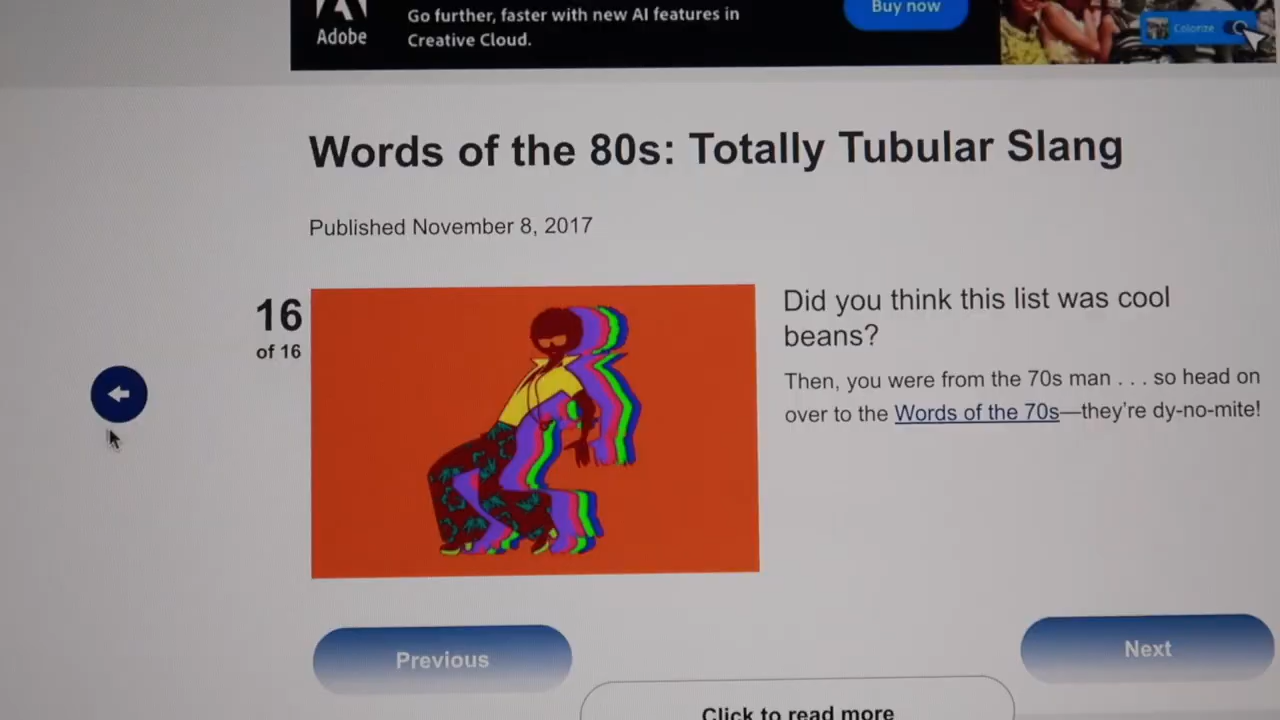 Adobe
Go further, faster with new AI features in
Creative Cloud.
Buy now
Colorize
Words of the 80s: Totally Tubular Slang
Published November 8, 2017
16
of 16
Did you think this list was cool
beans?
Then, you were from the 70s man . . . so head on
over to the Words of the 70s—they're dy-no-mite!
Previous
Next
Click to read more